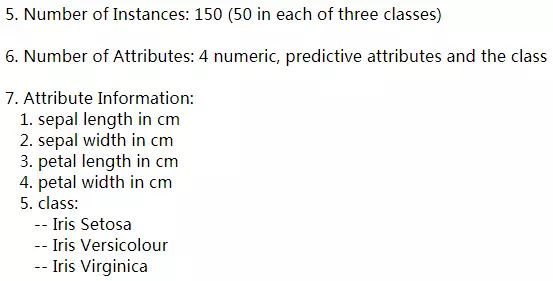 5. Number of Instances: 150 (50 in each of three classes)
6. Number of Attributes: 4 numeric, predictive attributes and the class
7. Attribute Information:
1. sepal length in cm
2. sepal width in cm
3. petal length in cm
4. petal width in cm
5. class:
-- Iris Setosa
-- Iris Versicolour
-- Iris Virginica